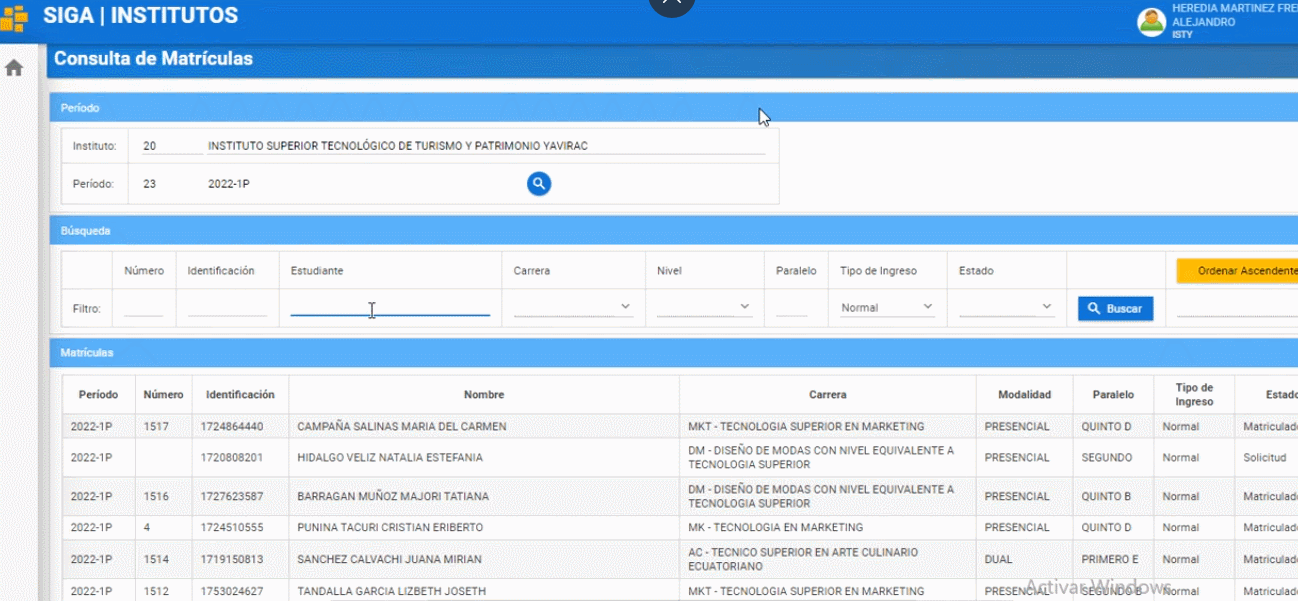 SIGA | INSTITUTOS
HEREDIA MARTINEZ FRE
ALEJANDRO
ISTY
Consulta de Matrículas
Período
Instituto: 20 INSTITUTO SUPERIOR TECNOLÓGICO DE TURISMO Y PATRIMONIO YAVIRAC
Período: 23 2022-1P
Búsqueda
Número Identificación Estudiante Carrera Nivel Paralelo Tipo de Ingreso Estado Ordenar Ascendente
Filtro: Normal Buscar
Matrículas
Período Número Identificación Nombre Carrera Modalidad Paralelo Tipo de Ingreso Estado
2022-1P 1517 1724864440 CAMPAÑA SALINAS MARIA DEL CARMEN MKT - TECNOLOGIA SUPERIOR EN MARKETING PRESENCIAL QUINTO D Normal Matriculado
2022-1P 1720808201 HIDALGO VELIZ NATALIA ESTEFANIA DM - DISEÑO DE MODAS CON NIVEL EQUIVALENTE A TECNOLOGIA SUPERIOR PRESENCIAL SEGUNDO Normal Solicitud
2022-1P 1516 1727623587 BARRAGAN MUÑOZ MAJORI TATIANA DM - DISEÑO DE MODAS CON NIVEL EQUIVALENTE A TECNOLOGIA SUPERIOR PRESENCIAL QUINTO B Normal Matriculado
2022-1P 4 1724510555 PUNINA TACURI CRISTIAN ERIBERTO MK - TECNOLOGIA EN MARKETING PRESENCIAL QUINTO D Normal Matriculado
2022-1P 1514 1719150813 SANCHEZ CALVACHI JUANA MIRIAN AC - TECNICO SUPERIOR EN ARTE CULINARIO ECUATORIANO DUAL PRIMERO E Normal Matriculado
2022-1P 1512 1753024627 TANDALLA GARCIA LIZBETH JOSETH MKT - TECNOLOGIA SUPERIOR EN MARKETING PRESENCIAL SEGUNDO B Normal Matriculado
Activar Windows